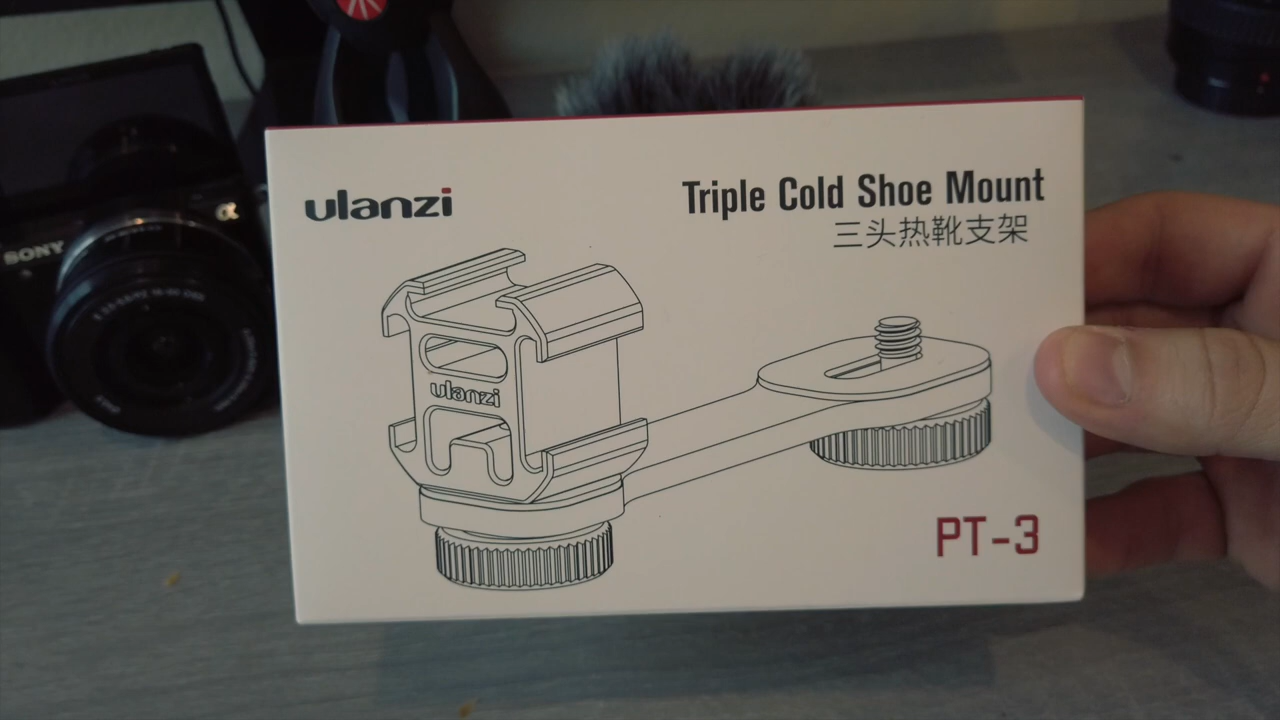 ulanzi
Triple Cold Shoe Mount
三头热靴支架
ulanzi
PT-3
SONY
α